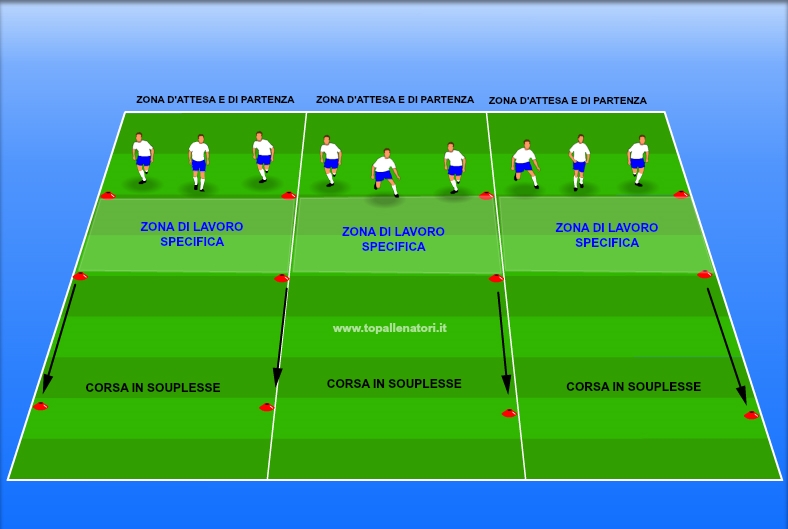 ZONA D'ATTESA E DI PARTENZA
ZONA D'ATTESA E DI PARTENZA
ZONA D'ATTESA E DI PARTENZA
ZONA DI LAVORO
SPECIFICA
ZONA DI LAVORO
SPECIFICA
ZONA DI LAVORO
SPECIFICA
www.topallenatori.it
CORSA IN SOUPLESSE
CORSA IN SOUPLESSE
CORSA IN SOUPLESSE